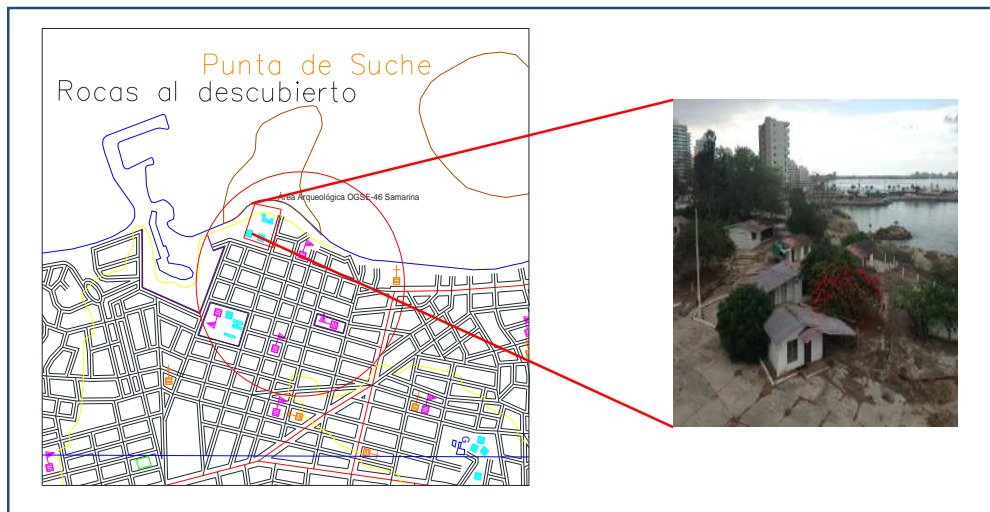 Punta de Suche
Rocas al descubierto
Área Arqueológica OGSE-46 Samarina
G